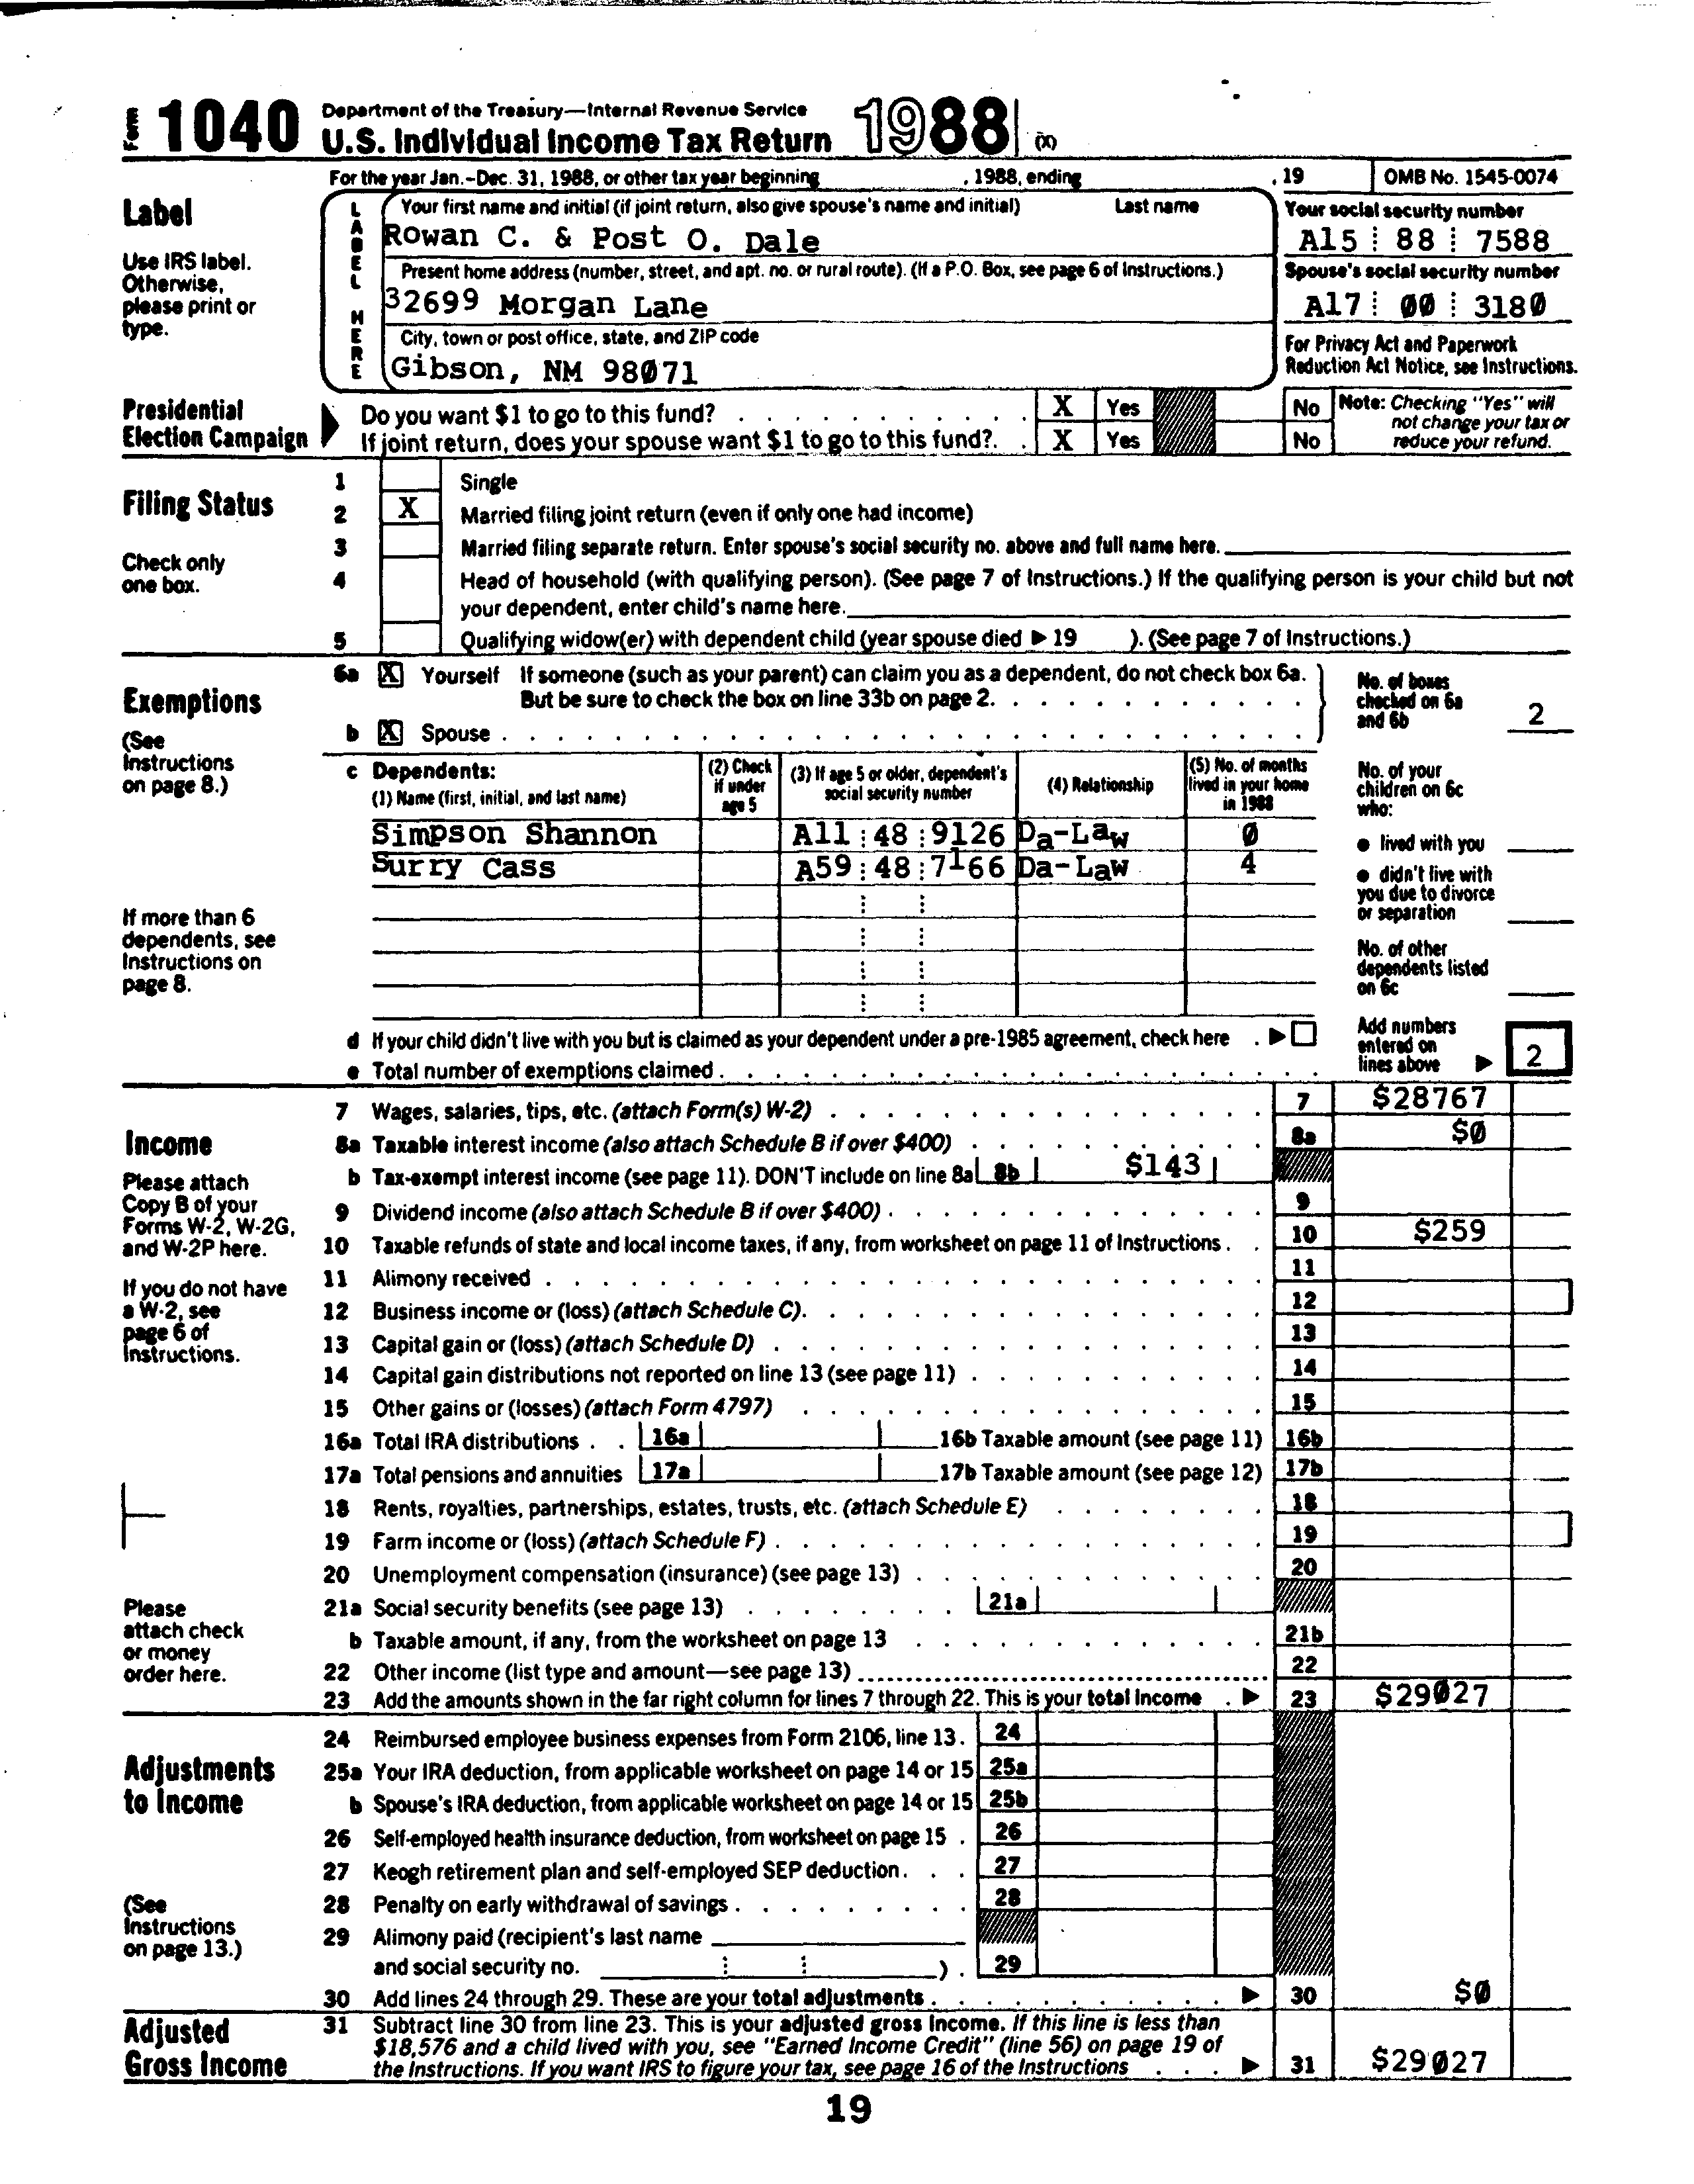 Form 1040 Department of the Treasury—Internal Revenue Service
U.S. Individual Income Tax Return 1988 (X)
For the year Jan.-Dec. 31, 1988, or other tax year beginning , 1988, ending , 19 OMB No. 1545-0074
Label
Use IRS label.
Otherwise,
please print or
type.
LABEL HERE
Your first name and initial (if joint return, also give spouse's name and initial) Last name
Rowan C. & Post O. Dale
Your social security number
A15 88 7588
Present home address (number, street, and apt. no. or rural route). (If a P.O. Box, see page 6 of Instructions.)
32699 Morgan Lane
Spouse's social security number
A17 00 3180
City, town or post office, state, and ZIP code
Gibson, NM 98071
For Privacy Act and Paperwork
Reduction Act Notice, see Instructions.
Presidential
Election Campaign
Do you want $1 to go to this fund? X Yes No
If joint return, does your spouse want $1 to go to this fund?. X Yes No
Note: Checking "Yes" will
not change your tax or
reduce your refund.
Filing Status
Check only
one box.
1 Single
2 X Married filing joint return (even if only one had income)
3 Married filing separate return. Enter spouse's social security no. above and full name here.
4 Head of household (with qualifying person). (See page 7 of Instructions.) If the qualifying person is your child but not
your dependent, enter child's name here.
5 Qualifying widow(er) with dependent child (year spouse died ▶ 19 ). (See page 7 of Instructions.)
Exemptions
(See
Instructions
on page 8.)
6a X Yourself If someone (such as your parent) can claim you as a dependent, do not check box 6a.
But be sure to check the box on line 33b on page 2.
b X Spouse
No. of boxes
checked on 6a
and 6b 2
c Dependents:
(1) Name (first, initial, and last name)
(2) Check
if under
age 5
(3) If age 5 or older, dependent's
social security number
(4) Relationship
(5) No. of months
lived in your home
in 1988
Simpson Shannon A11 48 9126 Da-Law 0
Surry Cass A59 48 7166 Da-Law 4
No. of your
children on 6c
who:
● lived with you
● didn't live with
you due to divorce
or separation
No. of other
dependents listed
on 6c
If more than 6
dependents, see
Instructions on
page 8.
d If your child didn't live with you but is claimed as your dependent under a pre-1985 agreement, check here . ▶
e Total number of exemptions claimed
Add numbers
entered on
lines above ▶ 2
Income
Please attach
Copy B of your
Forms W-2, W-2G,
and W-2P here.
If you do not have
a W-2, see
page 6 of
Instructions.
7 Wages, salaries, tips, etc. (attach Form(s) W-2) 7 $28767
8a Taxable interest income (also attach Schedule B if over $400) 8a $0
b Tax-exempt interest income (see page 11). DON'T include on line 8a 8b $143
9 Dividend income (also attach Schedule B if over $400) 9
10 Taxable refunds of state and local income taxes, if any, from worksheet on page 11 of Instructions 10 $259
11 Alimony received 11
12 Business income or (loss) (attach Schedule C) 12
13 Capital gain or (loss) (attach Schedule D) 13
14 Capital gain distributions not reported on line 13 (see page 11) 14
15 Other gains or (losses) (attach Form 4797) 15
16a Total IRA distributions 16a 16b Taxable amount (see page 11) 16b
17a Total pensions and annuities 17a 17b Taxable amount (see page 12) 17b
18 Rents, royalties, partnerships, estates, trusts, etc. (attach Schedule E) 18
19 Farm income or (loss) (attach Schedule F) 19
20 Unemployment compensation (insurance) (see page 13) 20
21a Social security benefits (see page 13) 21a
b Taxable amount, if any, from the worksheet on page 13 21b
22 Other income (list type and amount—see page 13) 22
23 Add the amounts shown in the far right column for lines 7 through 22. This is your total income ▶ 23 $29027
Please
attach check
or money
order here.
Adjustments
to Income
(See
Instructions
on page 13.)
24 Reimbursed employee business expenses from Form 2106, line 13. 24
25a Your IRA deduction, from applicable worksheet on page 14 or 15 25a
b Spouse's IRA deduction, from applicable worksheet on page 14 or 15 25b
26 Self-employed health insurance deduction, from worksheet on page 15 26
27 Keogh retirement plan and self-employed SEP deduction 27
28 Penalty on early withdrawal of savings 28
29 Alimony paid (recipient's last name
and social security no. ) 29
30 Add lines 24 through 29. These are your total adjustments ▶ 30 $0
Adjusted
Gross Income
31 Subtract line 30 from line 23. This is your adjusted gross income. If this line is less than
$18,576 and a child lived with you, see "Earned Income Credit" (line 56) on page 19 of
the Instructions. If you want IRS to figure your tax, see page 16 of the Instructions ▶ 31 $29027
19